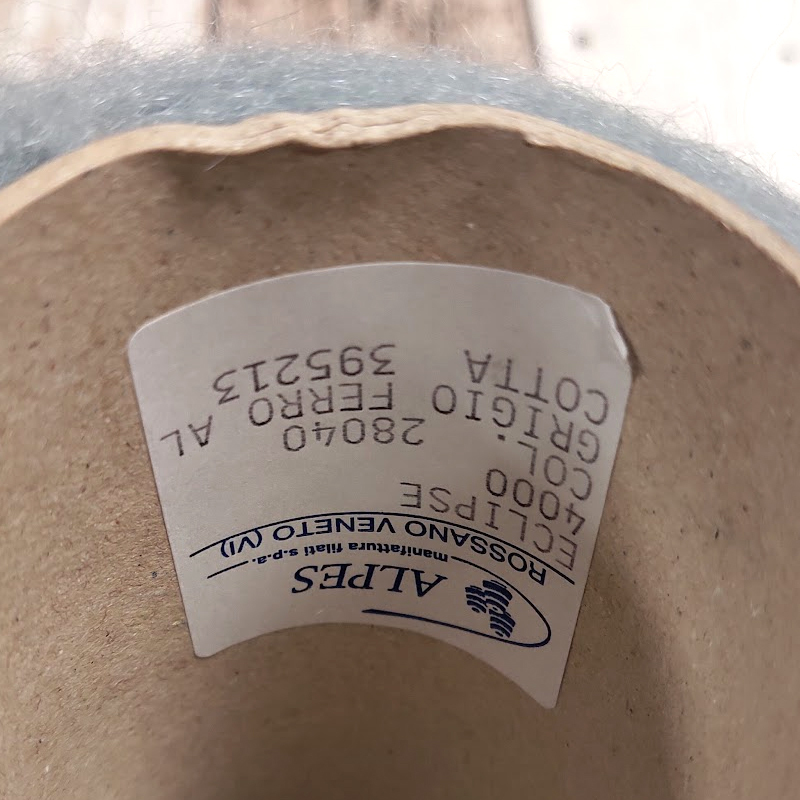 ALPES
manifattura filati s.p.a.
ROSSANO VENETO (VI)
ECLIPSE
4000
COL. 28040
GRIGIO FERRO AL
COTTA 395213